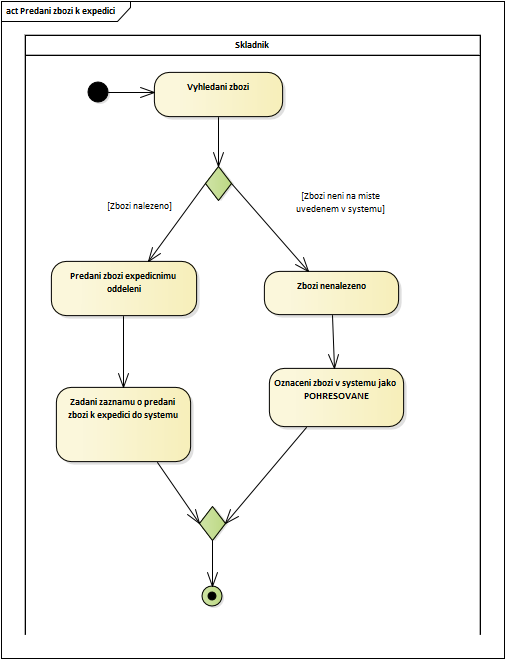 act Predani zbozi k expedici
Skladnik
Vyhledani zbozi
[Zbozi nalezeno]
[Zbozi neni na miste
uvedenem v systemu]
Predani zbozi expedicnimu
oddeleni
Zbozi nenalezeno
Zadani zaznamu o predani
zbozi k expedici do systemu
Oznaceni zbozi v systemu jako
POHRESOVANE